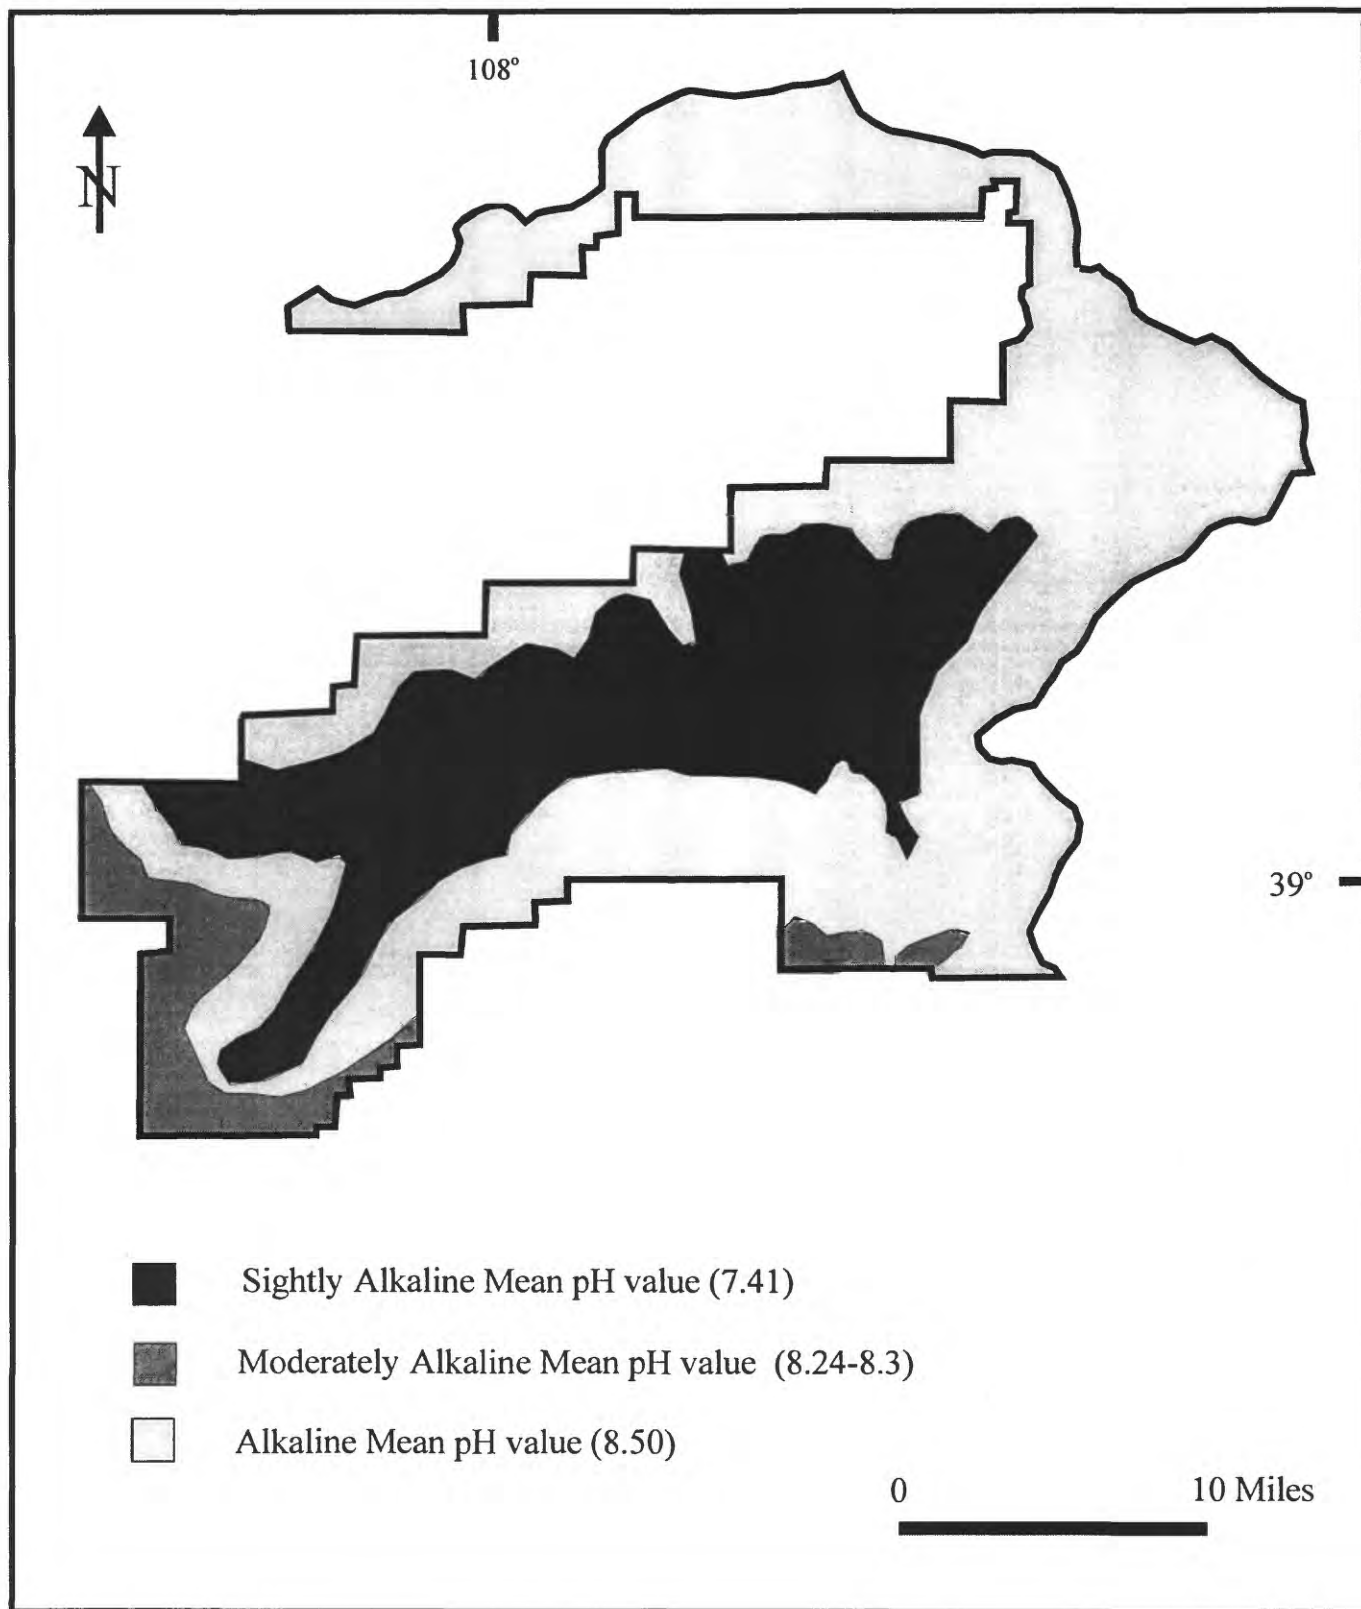 108°
N
39°
Sightly Alkaline Mean pH value (7.41)
Moderately Alkaline Mean pH value (8.24-8.3)
Alkaline Mean pH value (8.50)
0 10 Miles